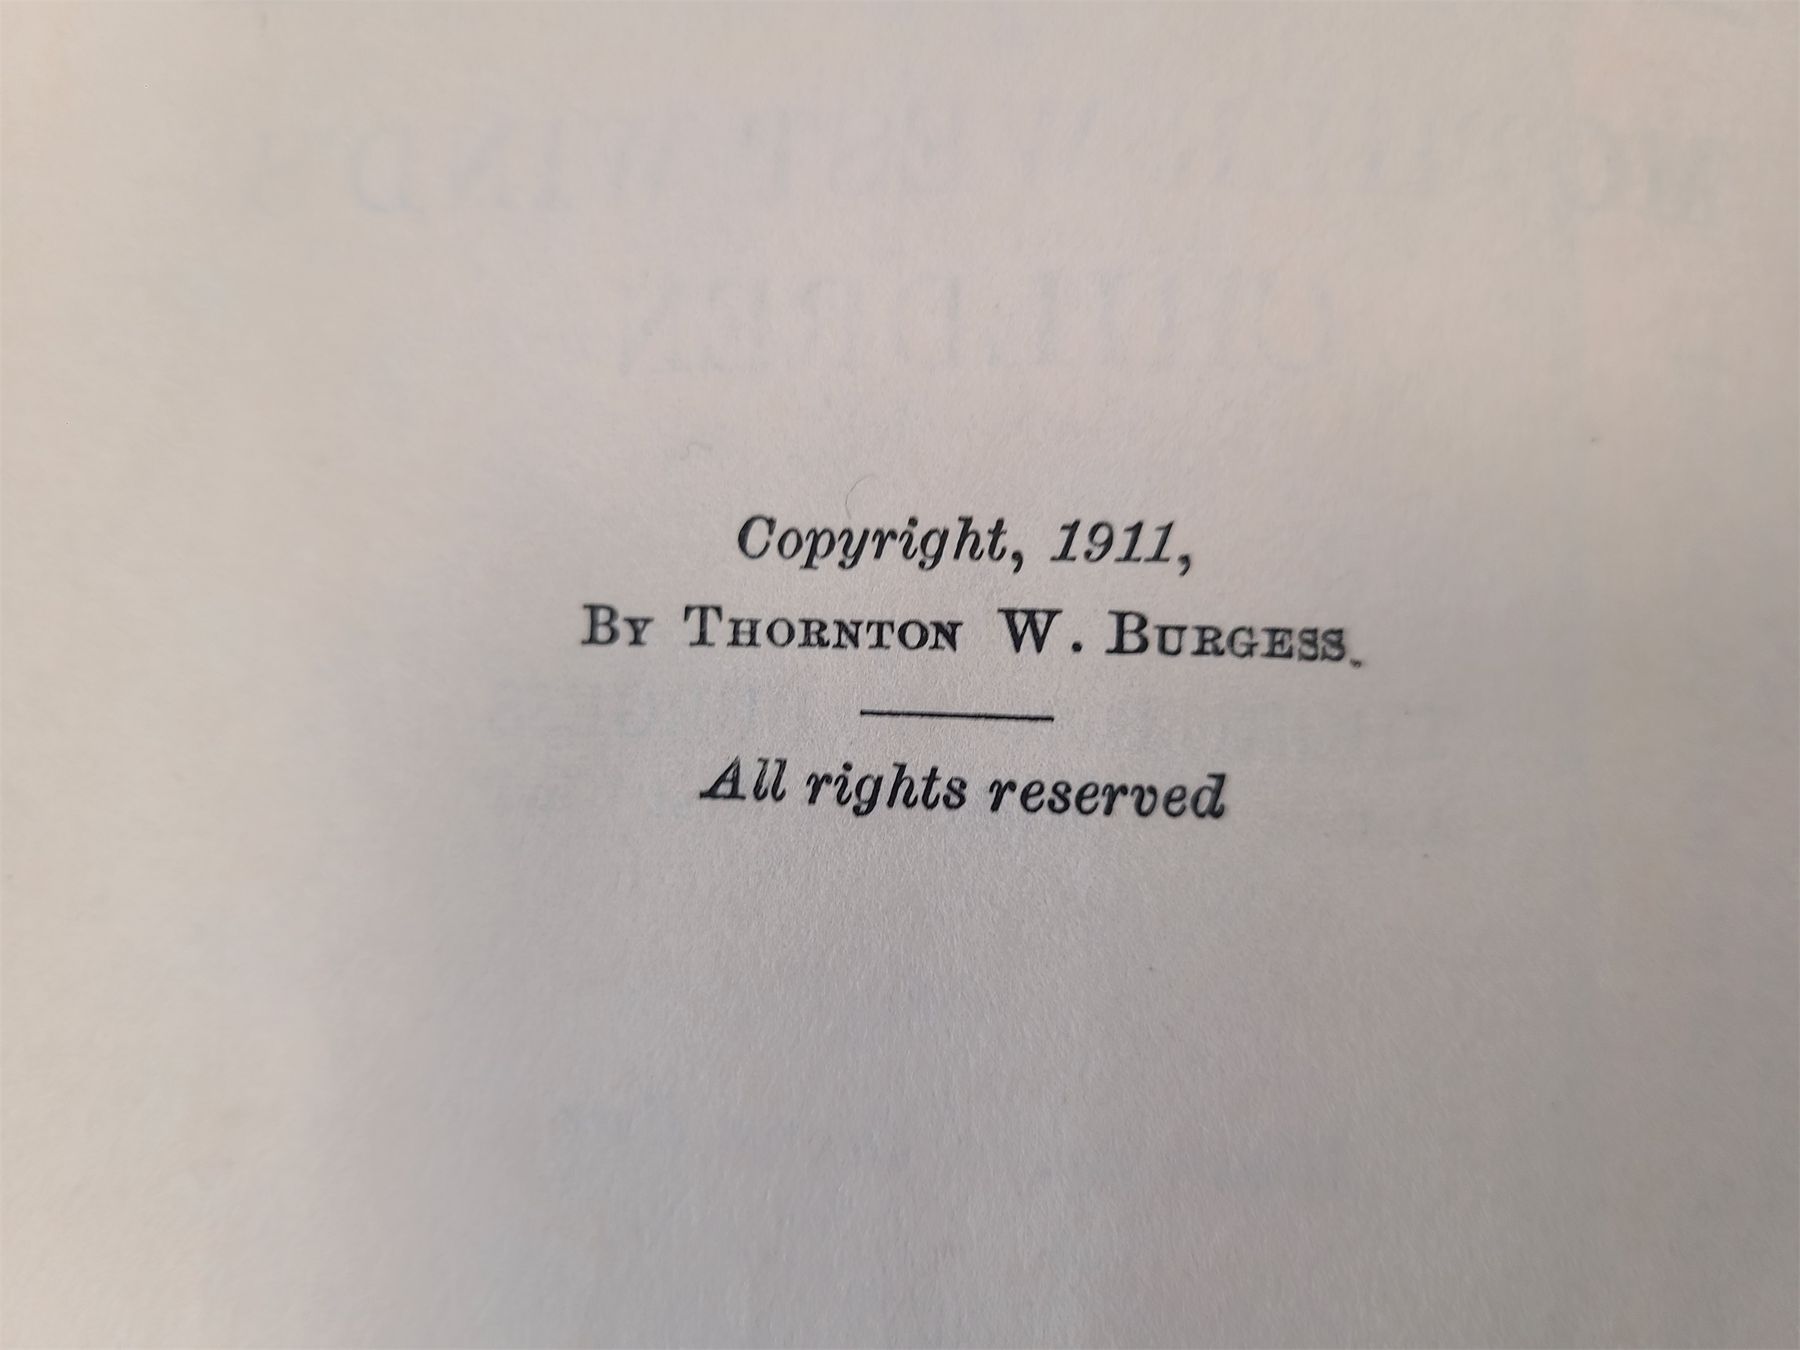 Copyright, 1911,
By Thornton W. Burgess.
All rights reserved